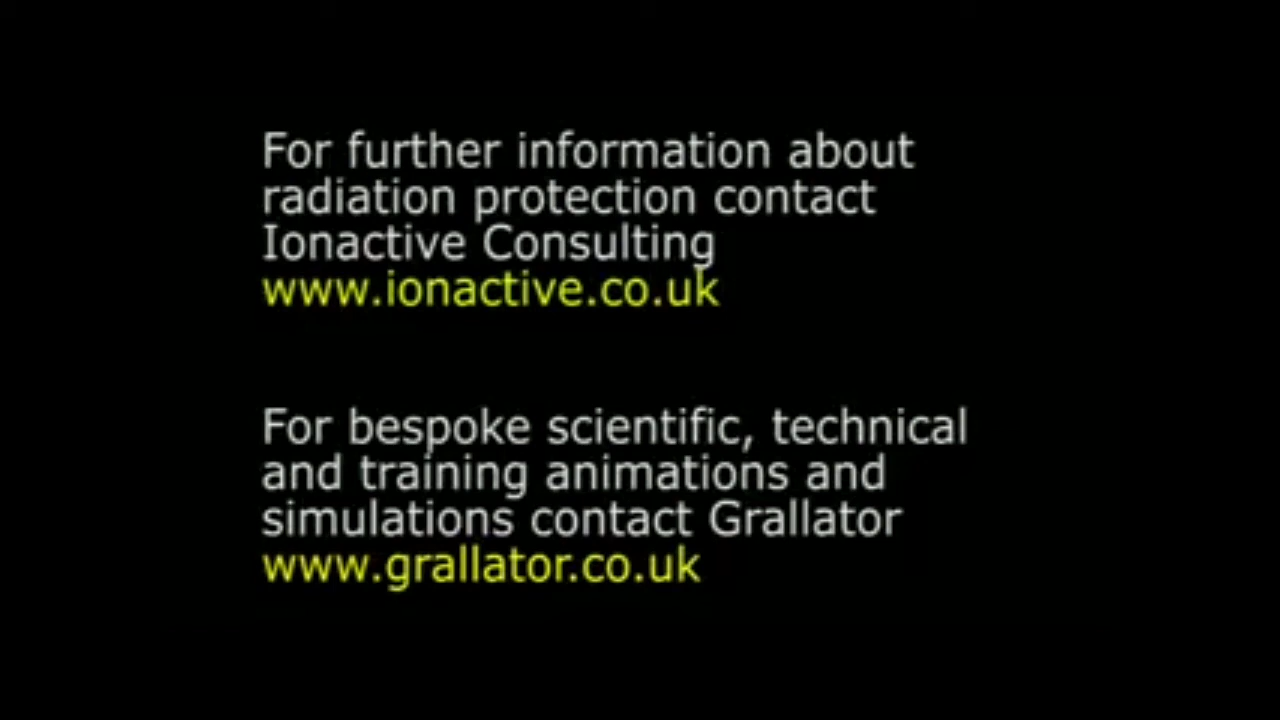 For further information about
radiation protection contact
Ionactive Consulting
www.ionactive.co.uk
For bespoke scientific, technical
and training animations and
simulations contact Grallator
www.grallator.co.uk